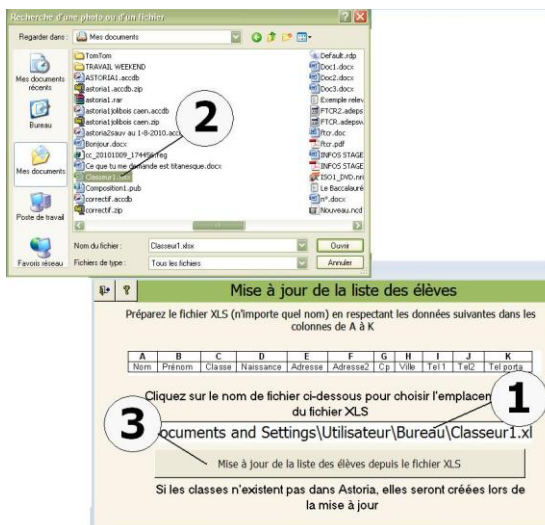 Recherche d'une photo ou d'un fichier
Regarder dans :
Mes documents
Mes documents récents
Bureau
Mes documents
Poste de travail
Favoris réseau
TomTom
TRAVAIL WEEKEND
ASTORIA1.accdb
astoria1.accdb.zip
astoria1.rar
astoria1jolibois caen.accdb
astoria1jolibois caen.zip
astoria2sauv au 1-8-2010.acc
Bonjour.docx
cc_20101009_174456.reg
Ce que tu me demande est titanesque.docx
Classeur1.xlsx
Composition1.pub
correctif.accdb
correctif.zip
Default.rdp
Doc1.docx
Doc2.docx
Doc3.docx
Exemple relev
FTCR2.adeps
FTCR.adepsw
ftcr.doc
ftcr.pdf
INFOS STAGE
INFOS STAGE
ISO1_DVD.nri
Le Baccalauré
n°.docx
Nouveau.ncd
2
Nom du fichier :
Classeur1.xlsx
Ouvrir
Fichiers de type :
Tous les fichiers
Annuler
?
Mise à jour de la liste des élèves
Préparez le fichier XLS (n'importe quel nom) en respectant les données suivantes dans les
colonnes de A à K
A B C D E F G H I J K
Nom Prénom Classe Naissance Adresse Adresse2 Cp Ville Tel 1 Tel2 Tel porta
Cliquez sur le nom de fichier ci-dessous pour choisir l'emplacem
du fichier XLS
1
ocuments and Settings\Utilisateur\Bureau\Classeur1.xl
3
Mise à jour de la liste des élèves depuis le fichier XLS
Si les classes n'existent pas dans Astoria, elles seront créées lors de
la mise à jour